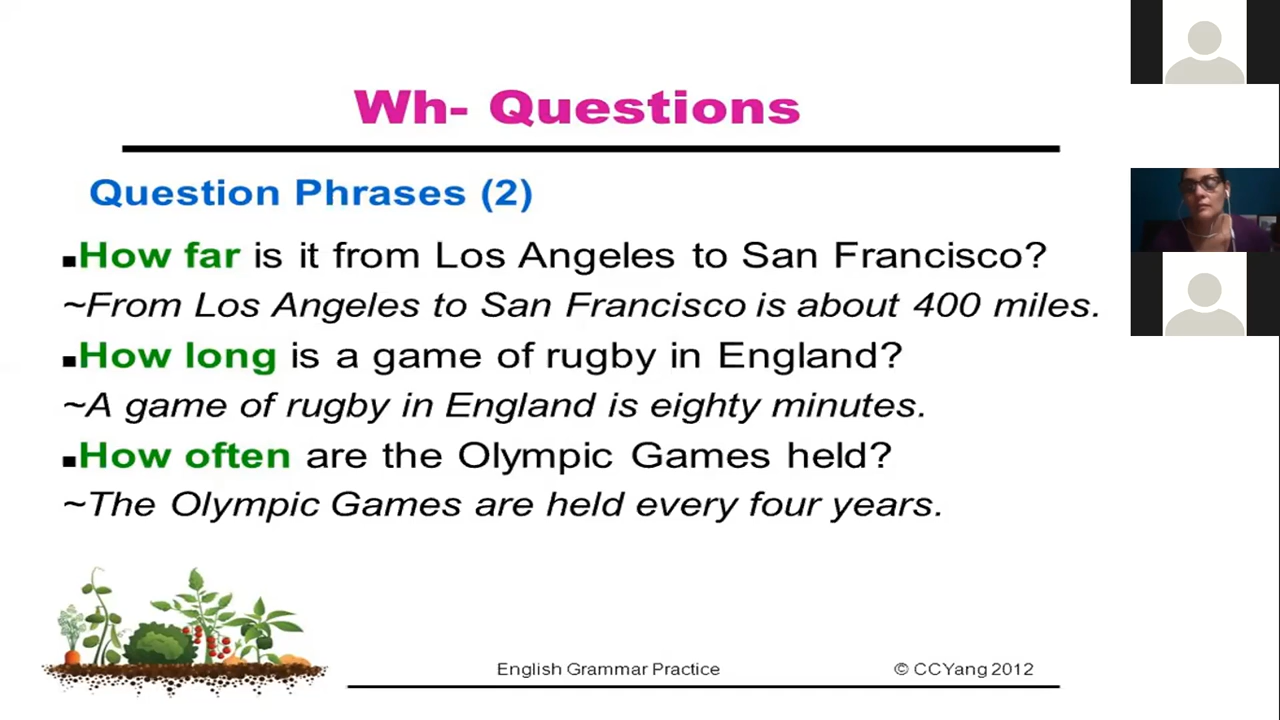 Wh- Questions
Question Phrases (2)
▪How far is it from Los Angeles to San Francisco?
~From Los Angeles to San Francisco is about 400 miles.
▪How long is a game of rugby in England?
~A game of rugby in England is eighty minutes.
▪How often are the Olympic Games held?
~The Olympic Games are held every four years.
English Grammar Practice
© CCYang 2012